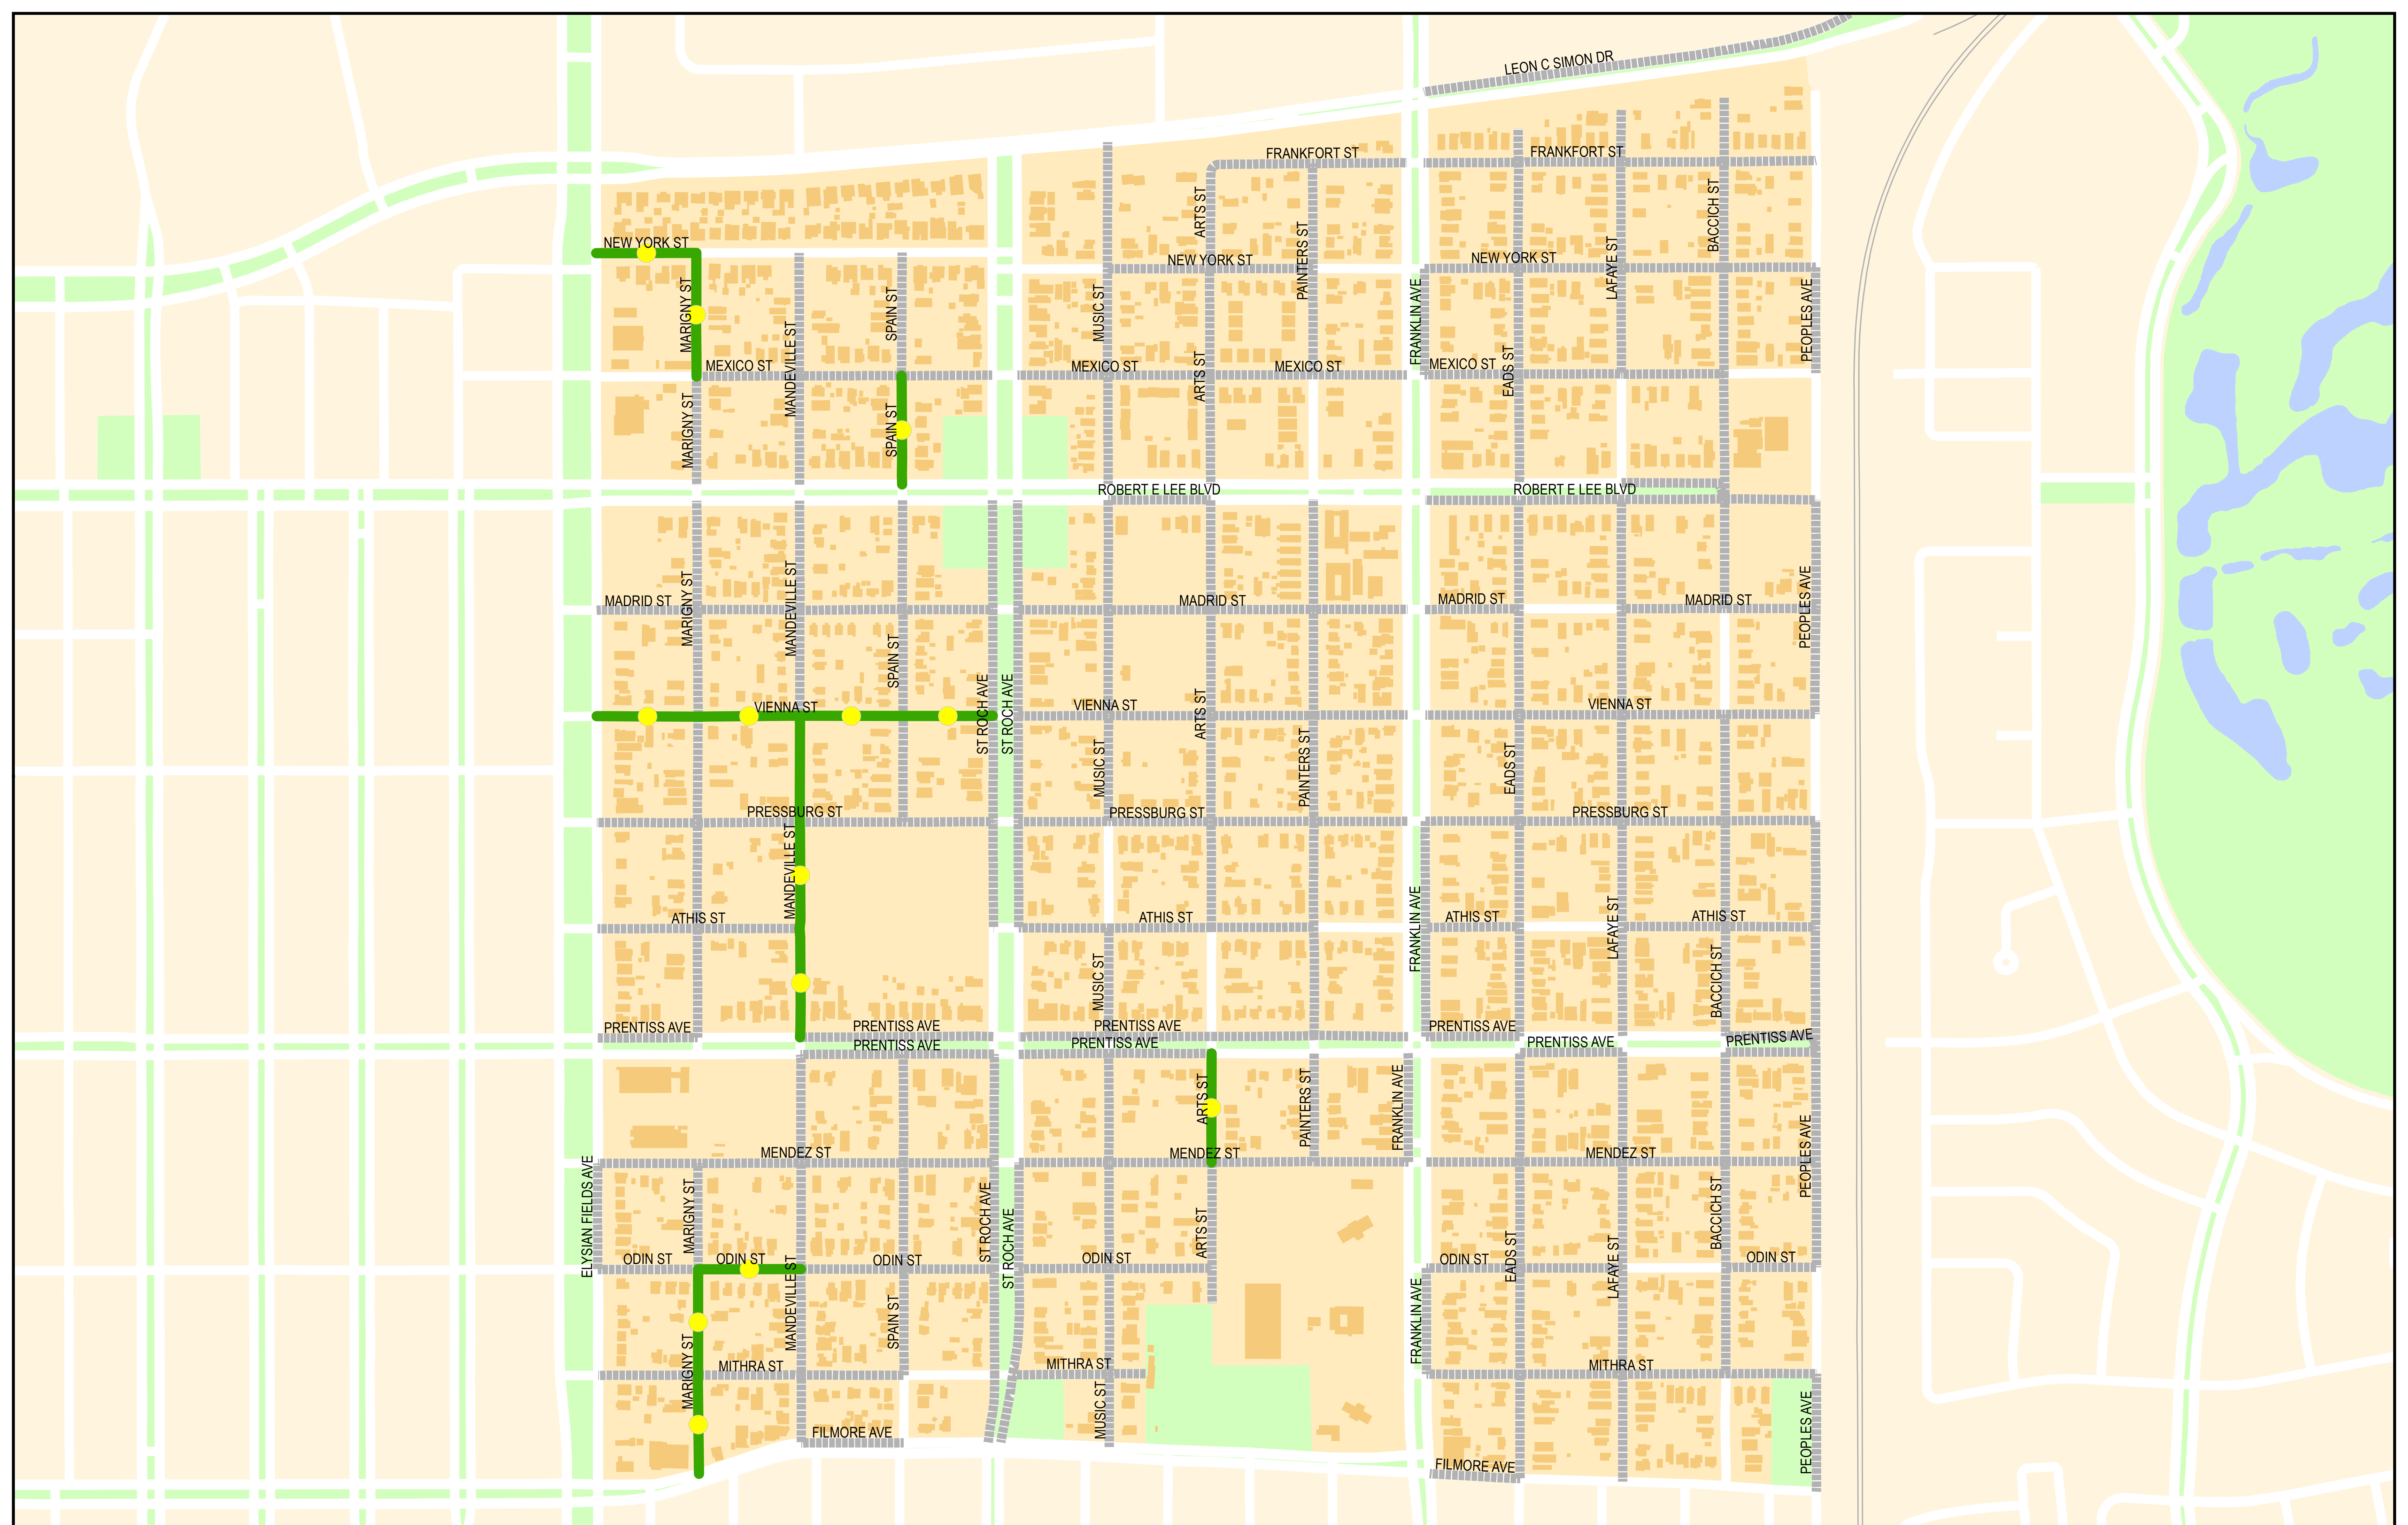 LEON C SIMON DR
FRANKFORT ST
FRANKFORT ST
BACCICH ST
ARTS ST
NEW YORK ST
PAINTERS ST
LAFAYE ST
NEW YORK ST
NEW YORK ST
MARIGNY ST
SPAIN ST
MUSIC ST
FRANKLIN AVE
PEOPLES AVE
MANDEVILLE ST
MEXICO ST
MEXICO ST
ARTS ST
MEXICO ST
MEXICO ST
EADS ST
MARIGNY ST
SPAIN ST
ROBERT E LEE BLVD
ROBERT E LEE BLVD
MADRID ST
MARIGNY ST
MANDEVILLE ST
MADRID ST
MADRID ST
MADRID ST
PEOPLES AVE
SPAIN ST
VIENNA ST
ST ROCH AVE
ST ROCH AVE
VIENNA ST
ARTS ST
VIENNA ST
MUSIC ST
PAINTERS ST
EADS ST
PRESSBURG ST
PRESSBURG ST
PRESSBURG ST
MANDEVILLE ST
ATHIS ST
ATHIS ST
FRANKLIN AVE
ATHIS ST
LAFAYE ST
ATHIS ST
MUSIC ST
BACCICH ST
PRENTISS AVE
PRENTISS AVE
PRENTISS AVE
PRENTISS AVE
PRENTISS AVE
PRENTISS AVE
PRENTISS AVE
PRENTISS AVE
ARTS ST
PAINTERS ST
FRANKLIN AVE
PEOPLES AVE
MENDEZ ST
MENDEZ ST
MENDEZ ST
ELYSIAN FIELDS AVE
MARIGNY ST
ST ROCH AVE
ST ROCH AVE
ARTS ST
EADS ST
LAFAYE ST
BACCICH ST
ODIN ST
ODIN ST
MANDEVILLE ST
ODIN ST
ODIN ST
ODIN ST
ODIN ST
SPAIN ST
FRANKLIN AVE
MARIGNY ST
MITHRA ST
MITHRA ST
MITHRA ST
MUSIC ST
PEOPLES AVE
FILMORE AVE
FILMORE AVE